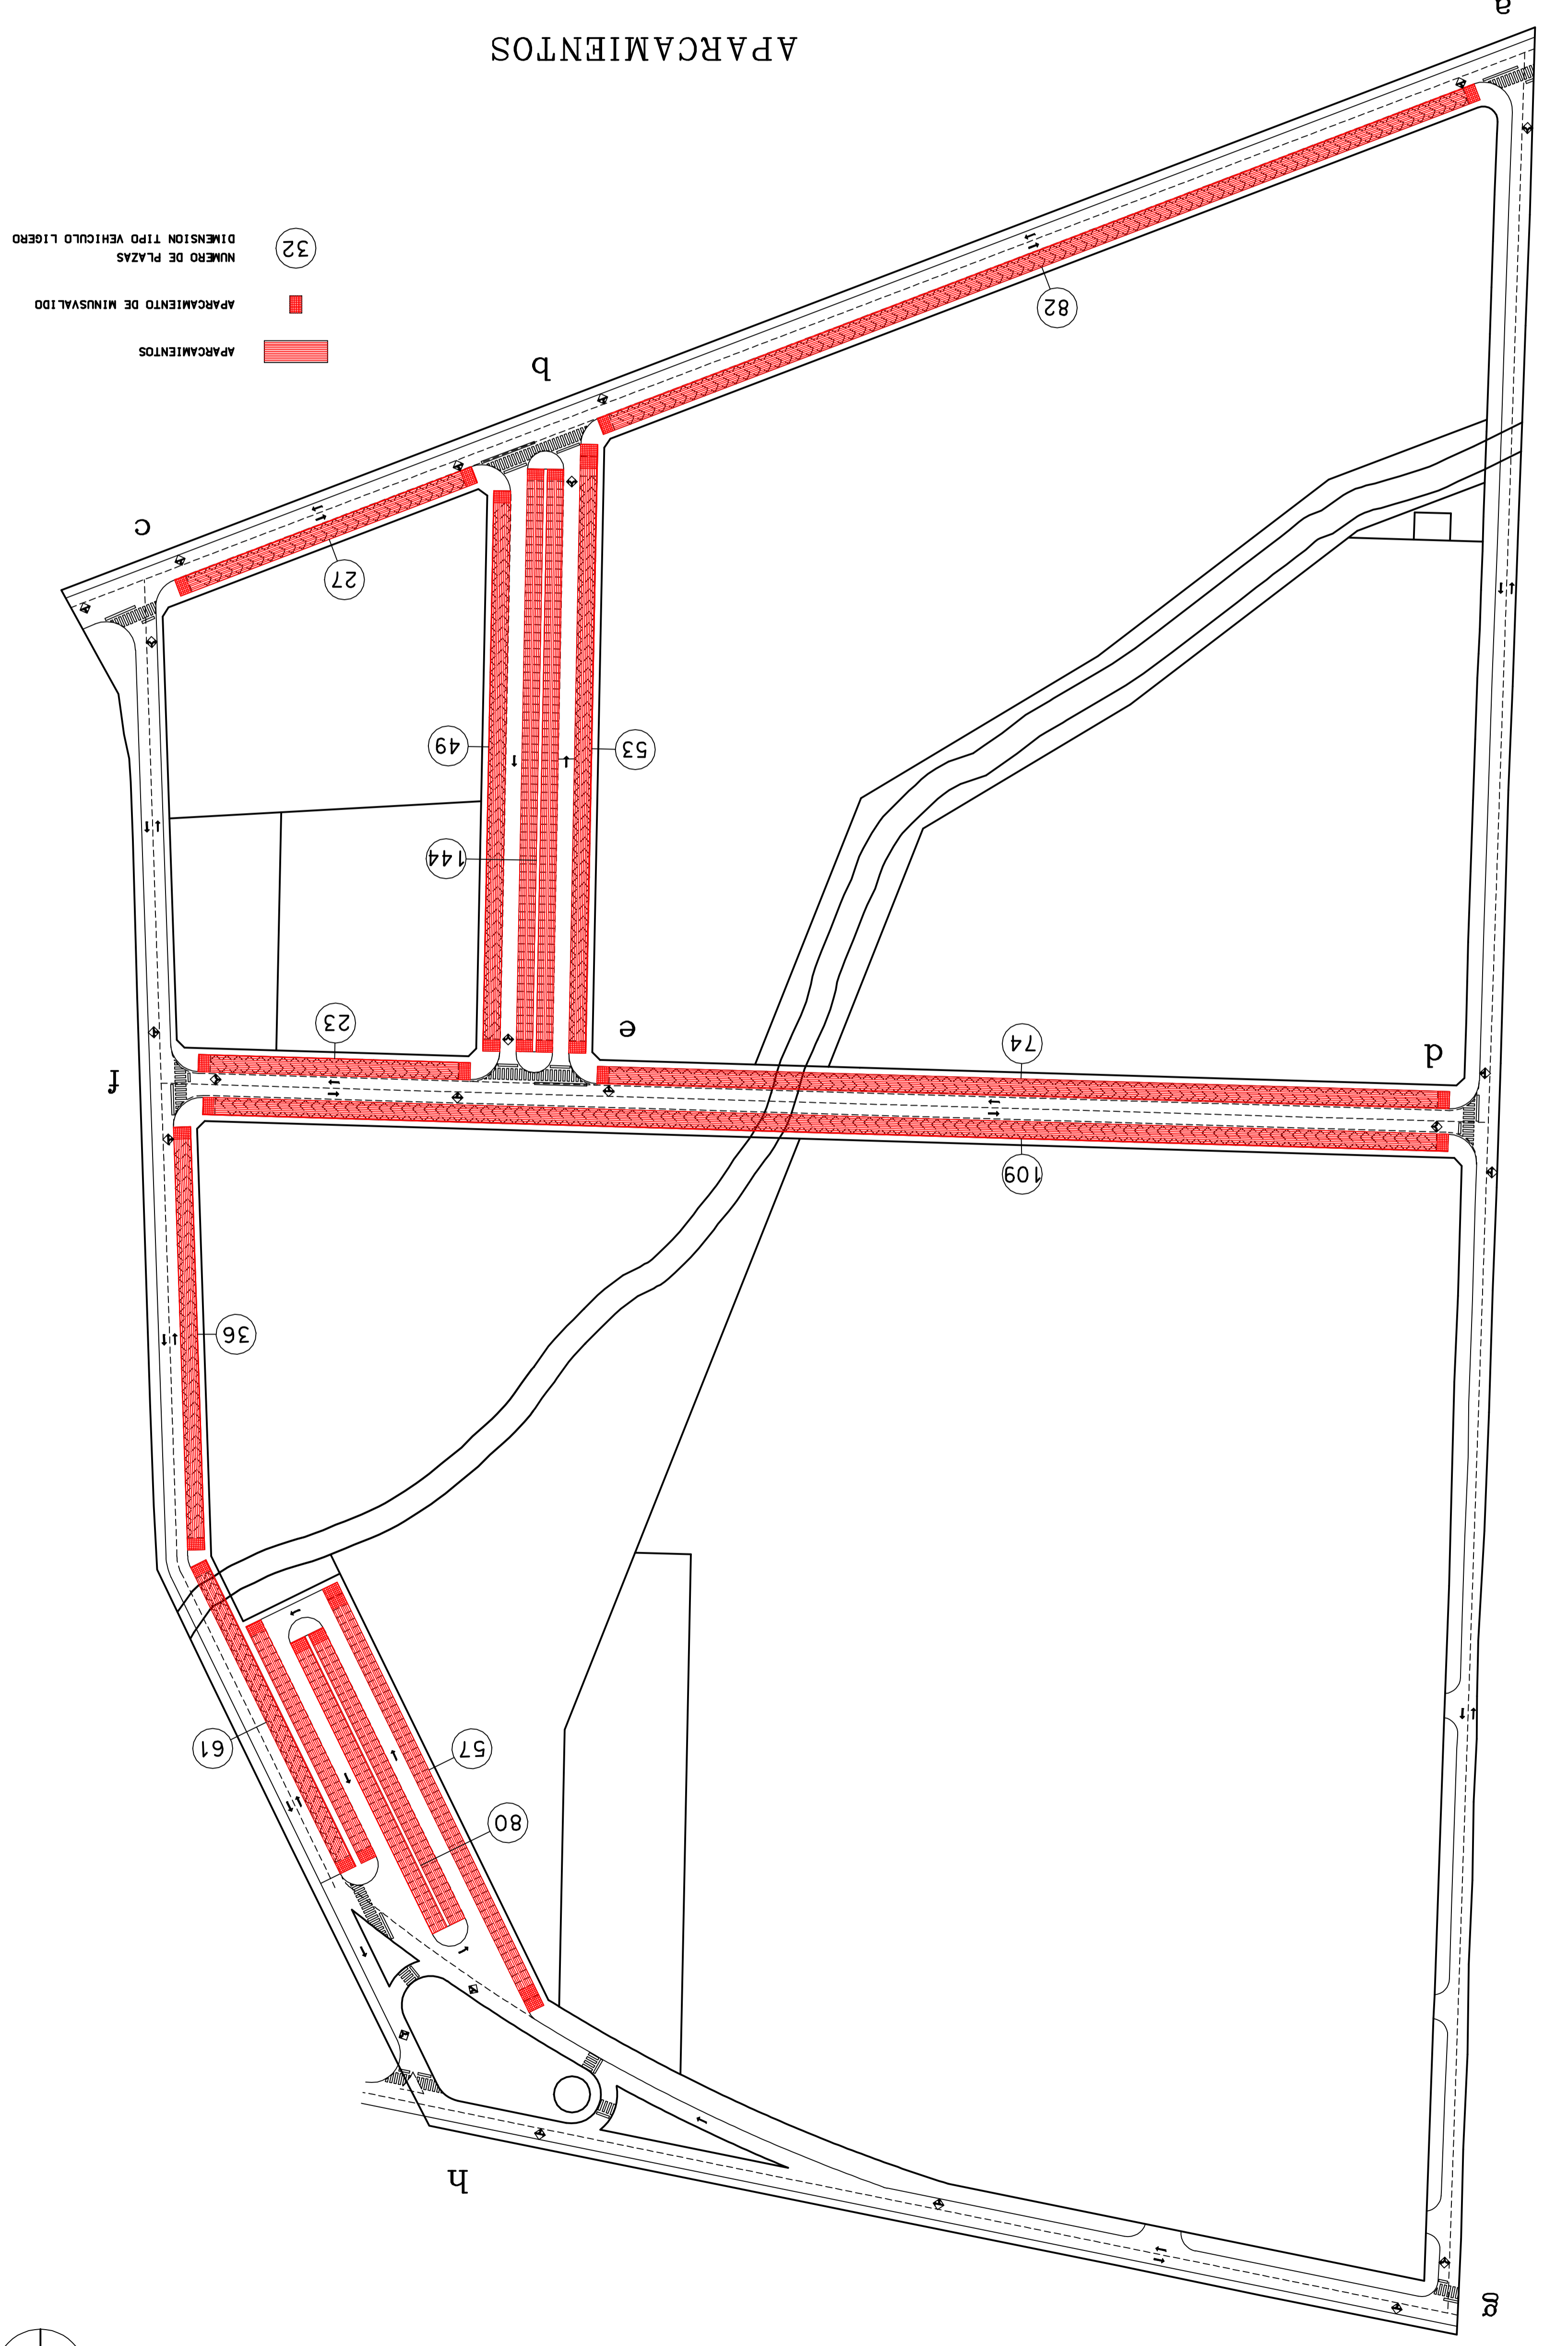 g
h
80
57
61
36
109
f
d
74
e
23
144
53
49
27
c
b
APARCAMIENTOS
82
APARCAMIENTO DE MINUSVALIDO
32
NUMERO DE PLAZAS
DIMENSION TIPO VEHICULO LIGERO
APARCAMIENTOS
a